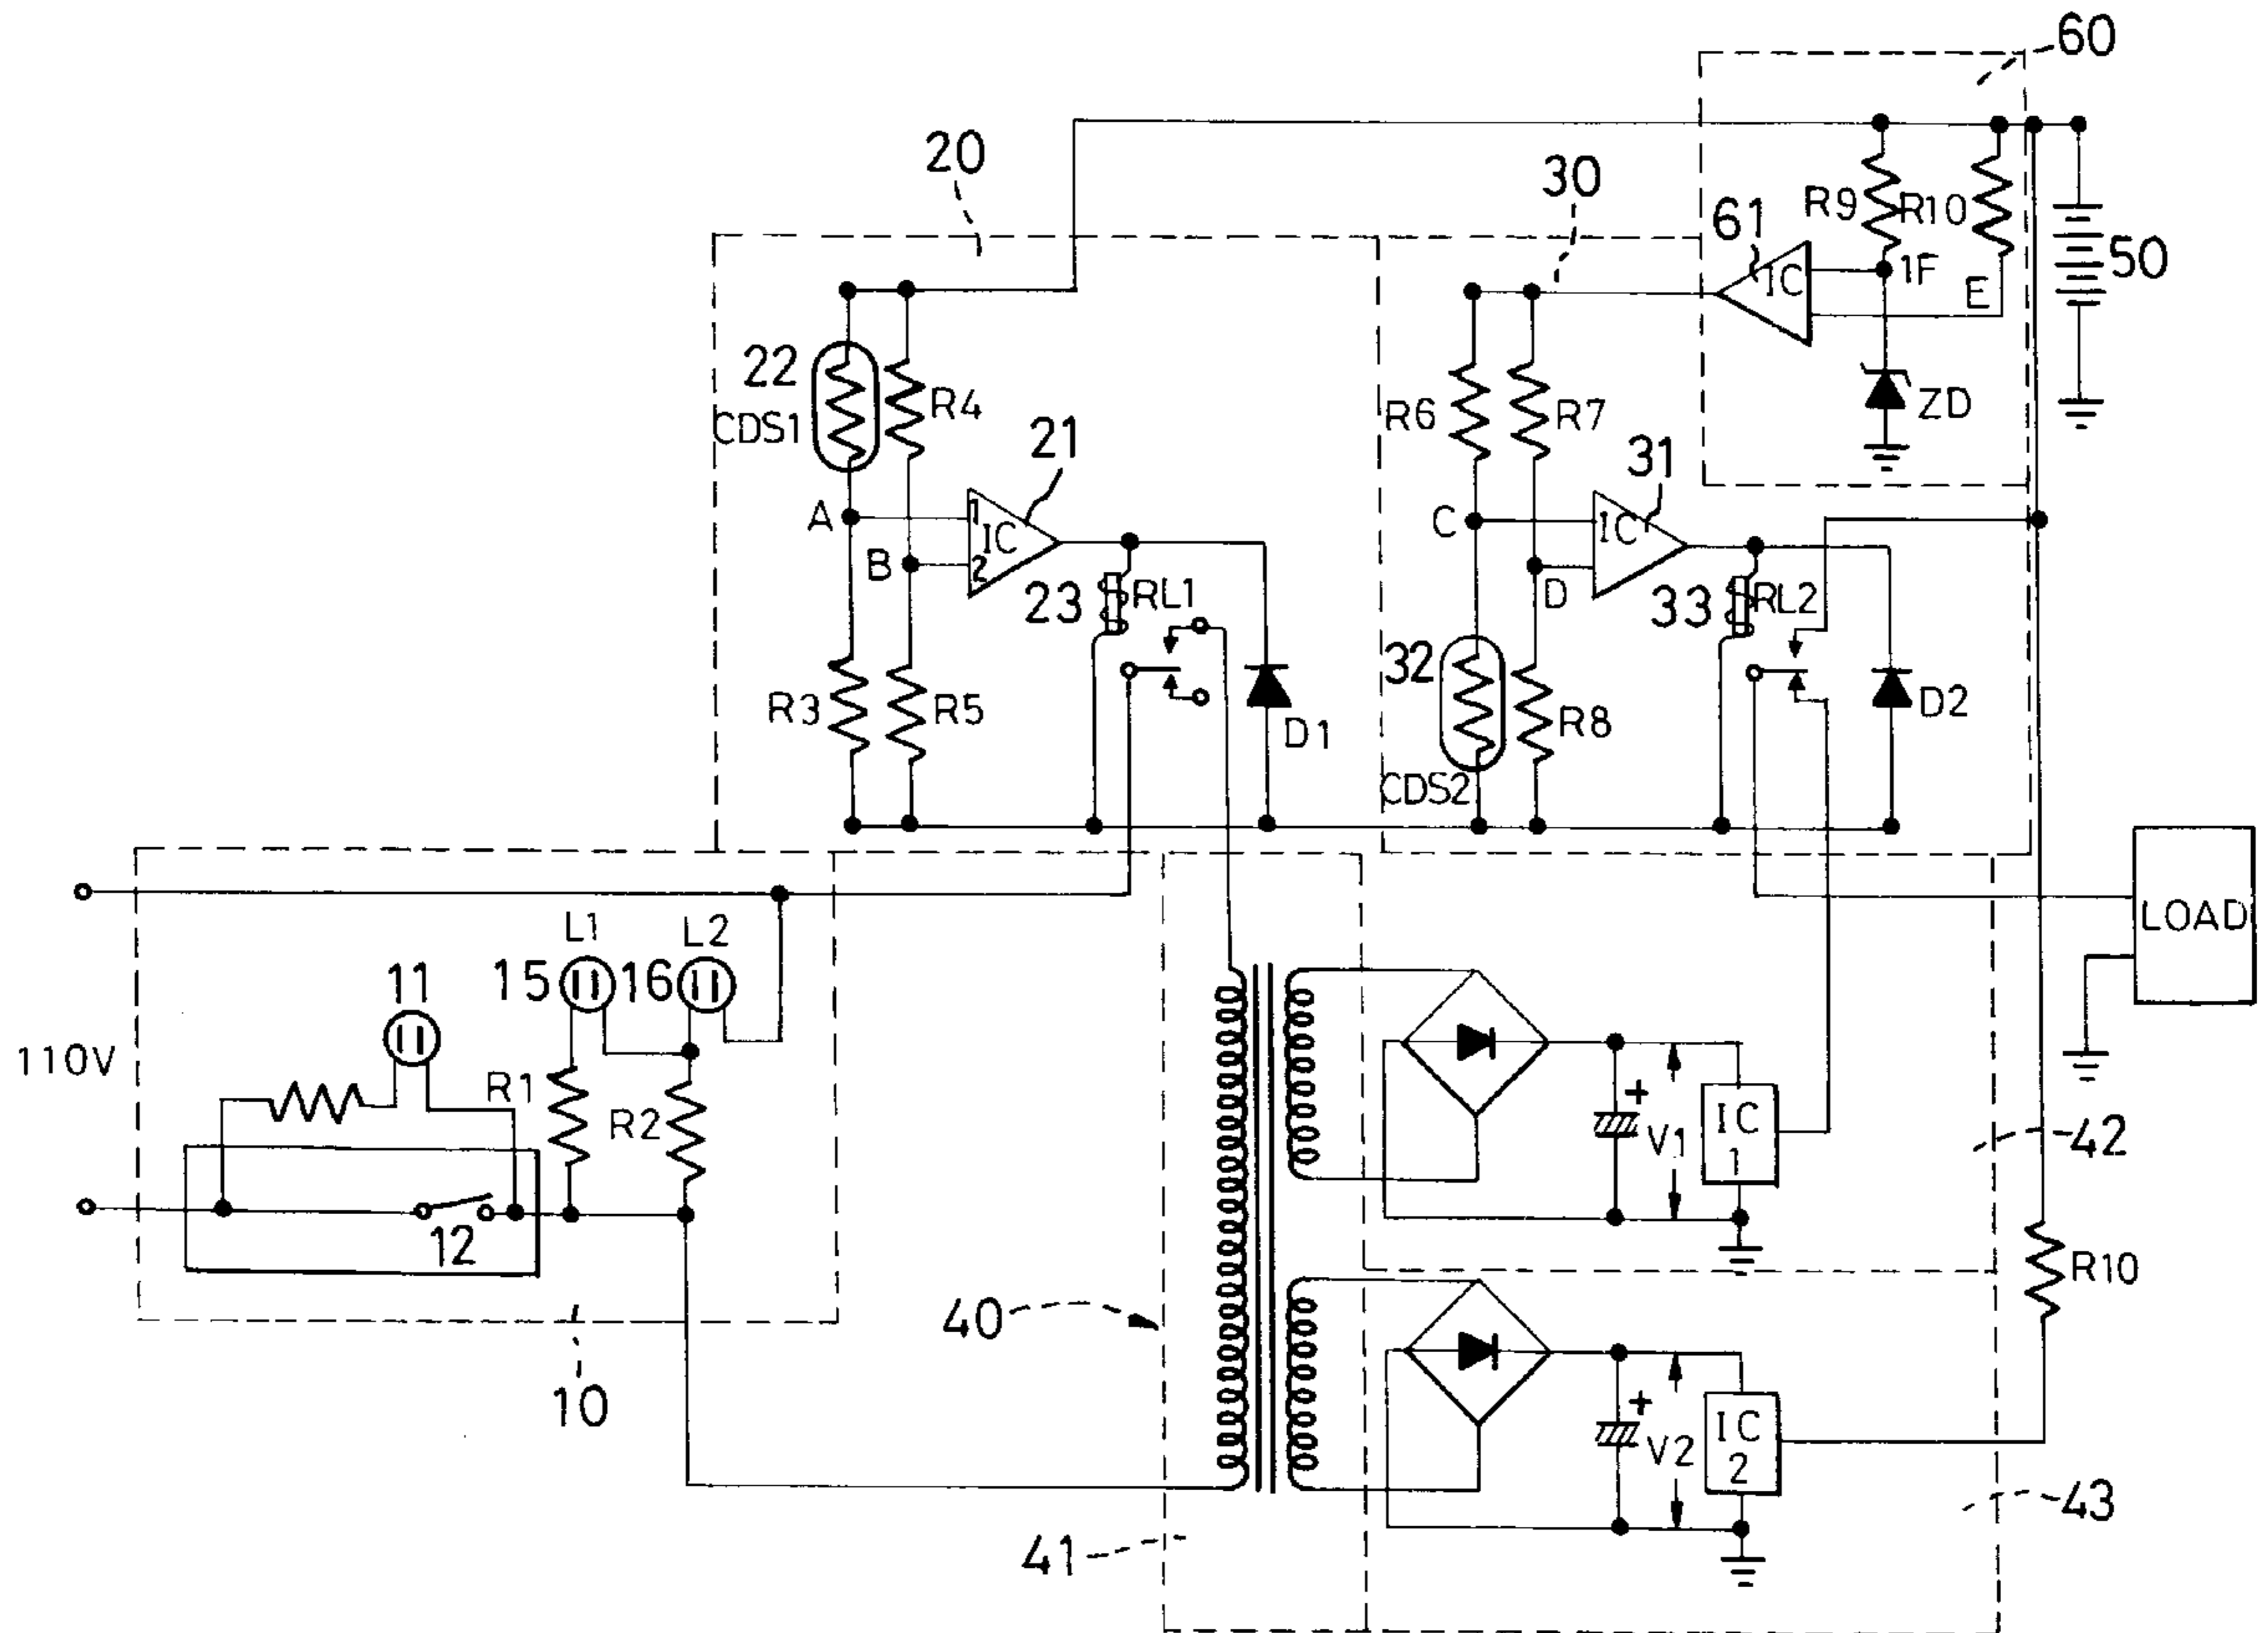 60
20
30
R9
R10
61
IC
1F
E
50
22
CDS1
R4
21
R6
R7
31
ZD
A
1
IC
B
2
C
IC
D
23
RL1
33
RL2
32
R3
R5
D1
R8
D2
CDS2
L1
L2
LOAD
11
15
16
110V
R1
R2
+
V1
IC
1
42
12
R10
40
10
+
V2
IC
2
43
41